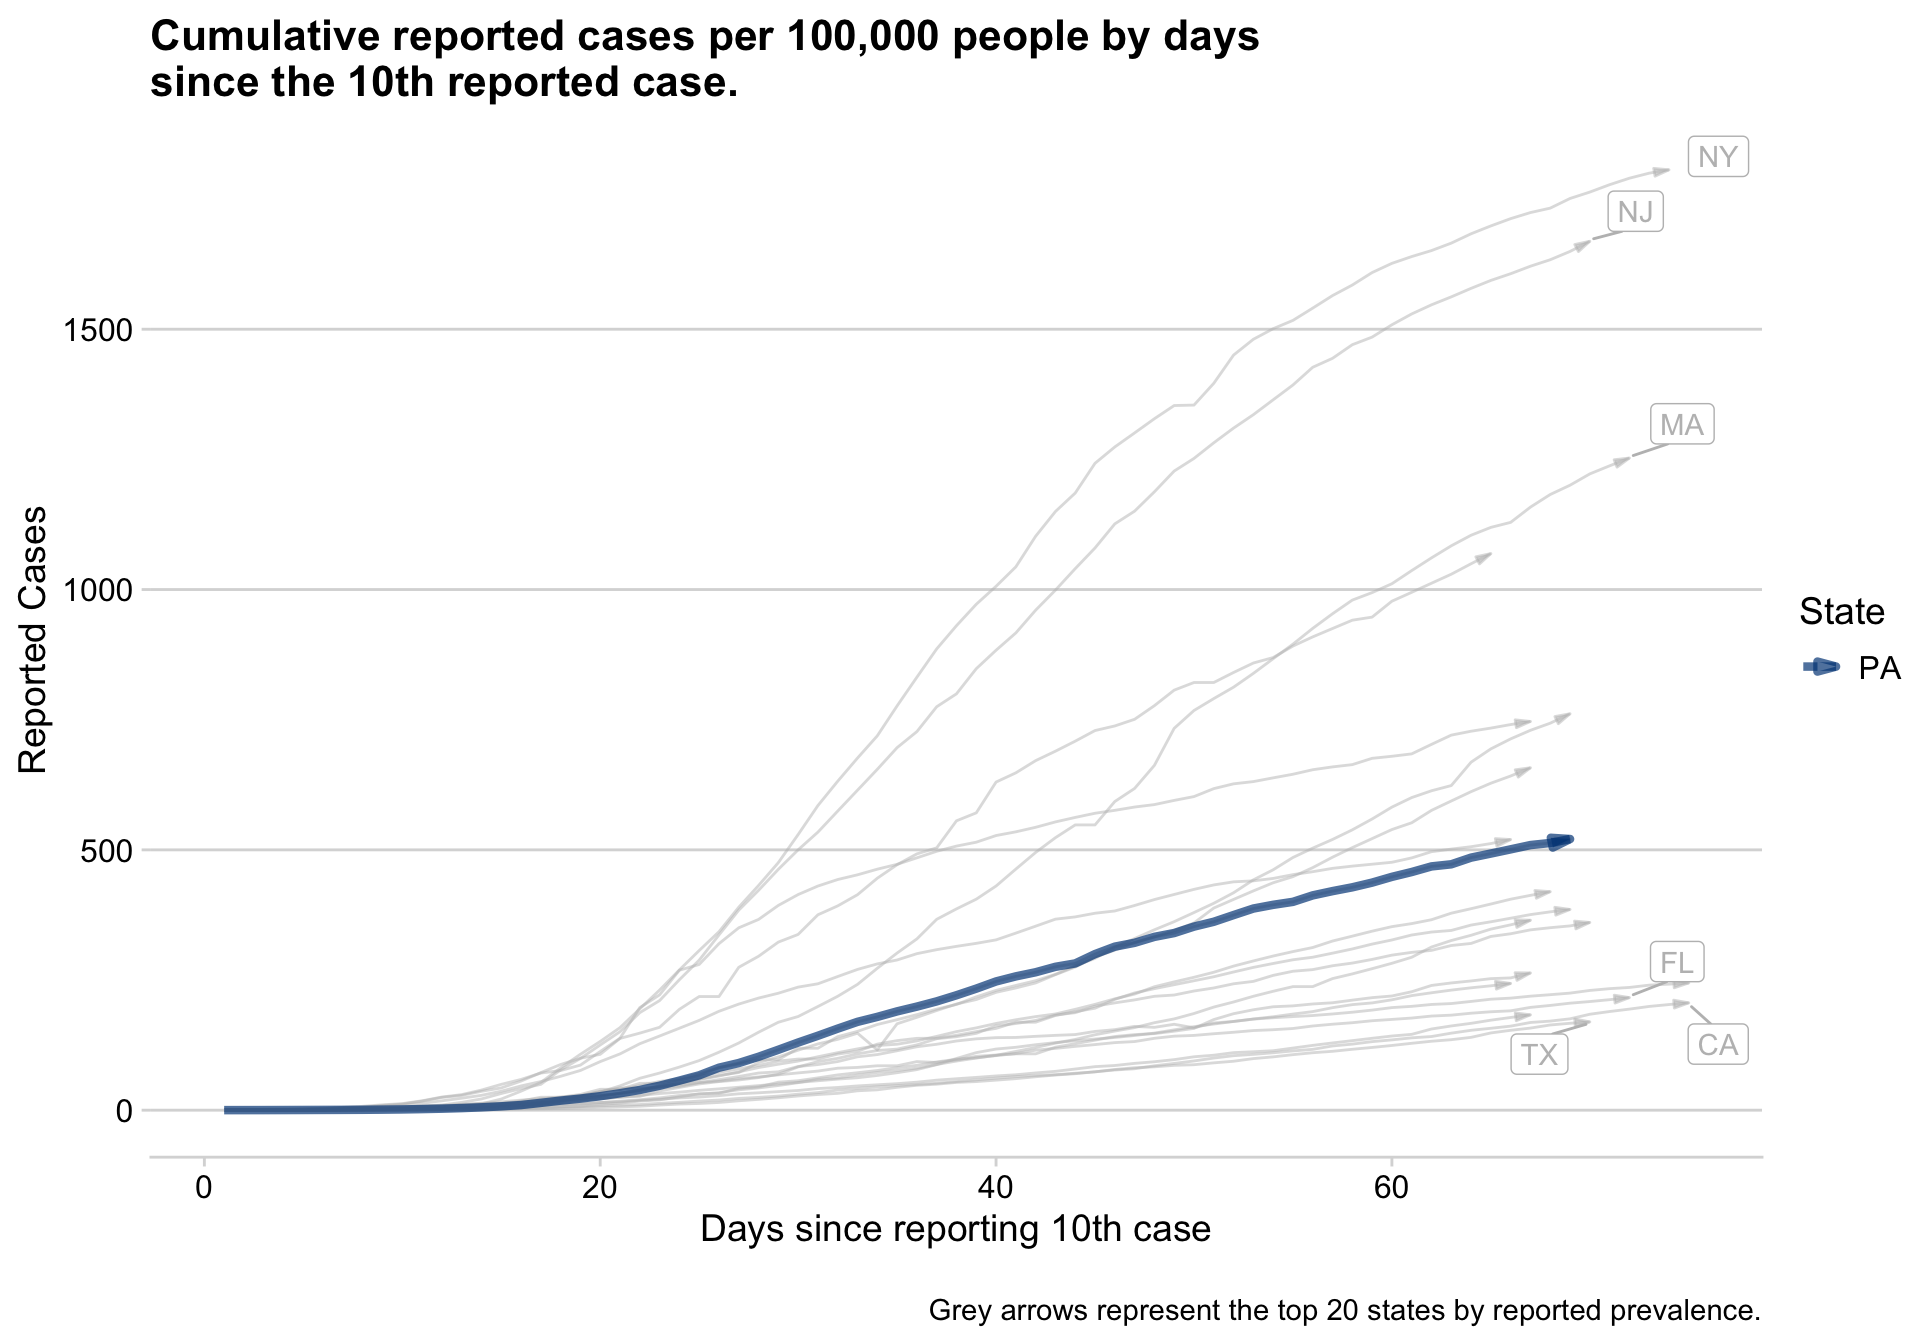 Cumulative reported cases per 100,000 people by days
since the 10th reported case.
NY
NJ
1500
MA
1000
Reported Cases
State
PA
500
FL
CA
TX
0
0 20 40 60
Days since reporting 10th case
Grey arrows represent the top 20 states by reported prevalence.